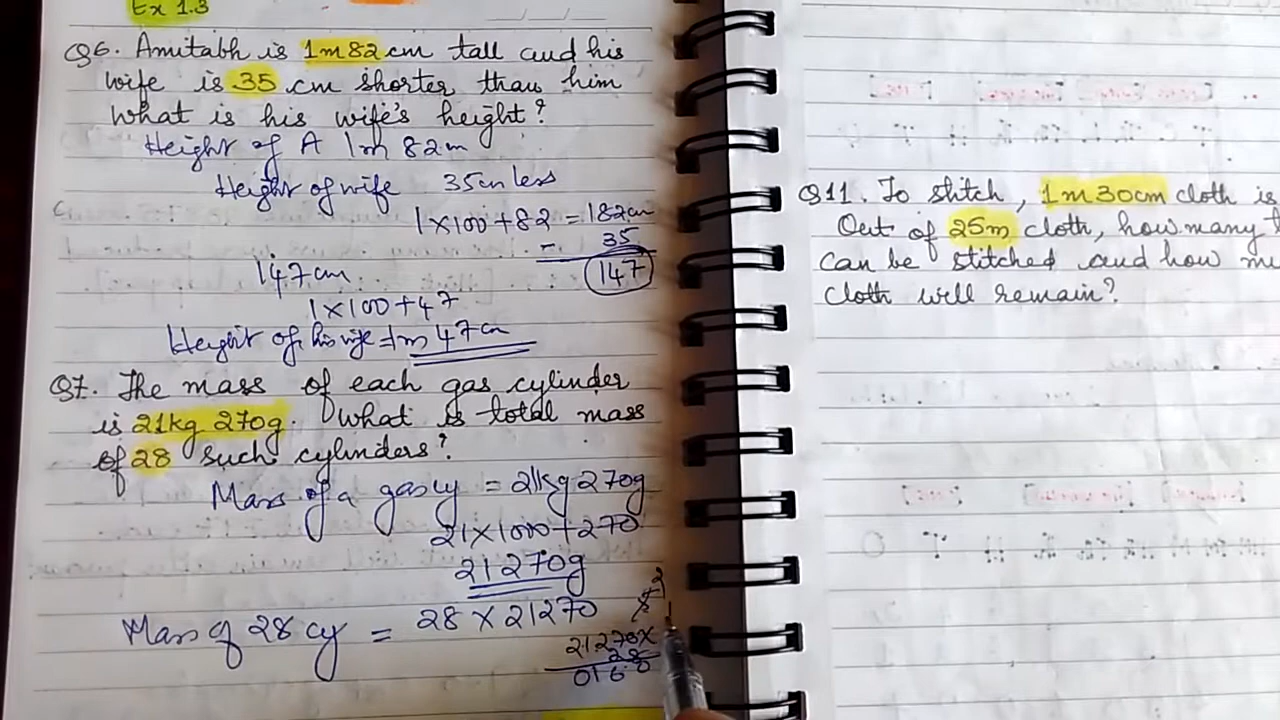 Ex 1.3
Q6. Amitabh is 1m 82 cm tall and his
wife is 35 cm shorter than him
What is his wife's height?
Height of A 1m 82m
Height of wife 35cm less
1×100+82 = 182cm
- 35
147
147cm
1×100+47
Height of his wife = 1m 47cm
Q7. The mass of each gas cylinder
is 21kg 270g. What is total mass
of 28 such cylinders?
Mass of a gas cy = 21kg 270g
21×1000+270
21270g
Mass of 28 cy = 28 × 21270
21270×
28
0160
Q11. To stitch, 1m 30cm cloth is
Out of 25m cloth, how many
can be stitched and how
cloth will remain?